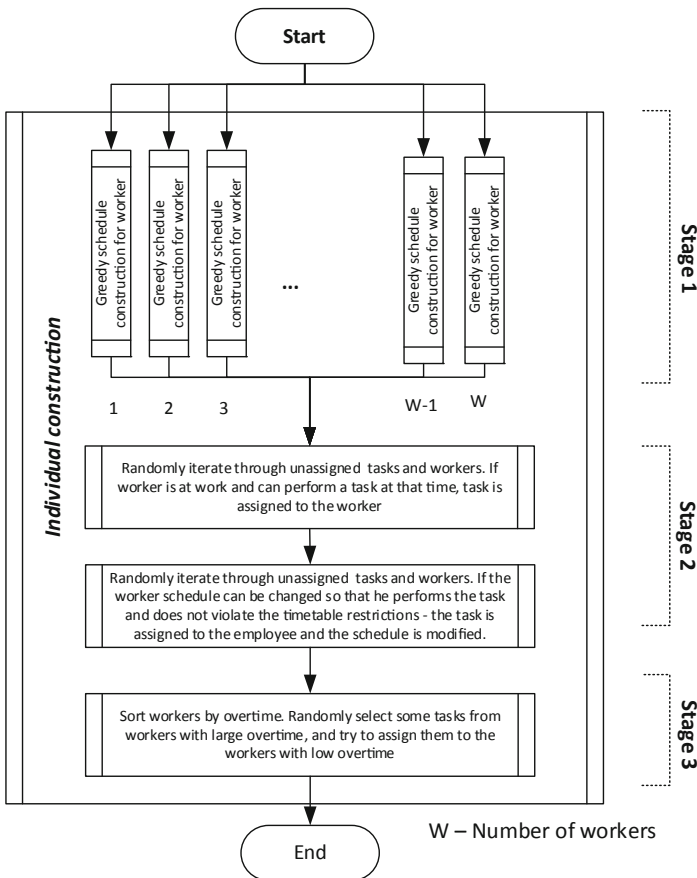 Start
Greedy schedule
construction for worker
Greedy schedule
construction for worker
Greedy schedule
construction for worker
...
Greedy schedule
construction for worker
Greedy schedule
construction for worker
1
2
3
W-1
W
Stage 1
Individual construction
Randomly iterate through unassigned tasks and workers. If
worker is at work and can perform a task at that time, task is
assigned to the worker
Randomly iterate through unassigned tasks and workers. If the
worker schedule can be changed so that he performs the task
and does not violate the timetable restrictions - the task is
assigned to the employee and the schedule is modified.
Stage 2
Sort workers by overtime. Randomly select some tasks from
workers with large overtime, and try to assign them to the
workers with low overtime
Stage 3
End
W – Number of workers